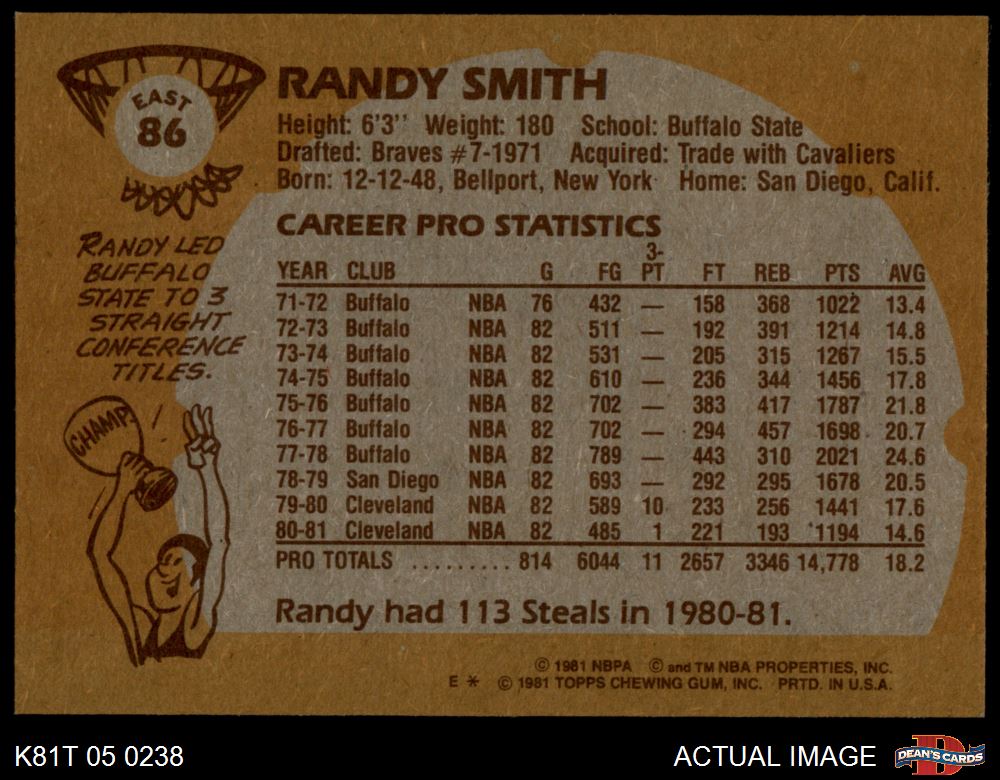 EAST
86
RANDY SMITH
Height: 6'3'' Weight: 180 School: Buffalo State
Drafted: Braves #7-1971 Acquired: Trade with Cavaliers
Born: 12-12-48, Bellport, New York Home: San Diego, Calif.
RANDY LED
BUFFALO
STATE TO 3
STRAIGHT
CONFERENCE
TITLES.
CHAMP.
CAREER PRO STATISTICS
YEAR CLUB G FG 3-PT FT REB PTS AVG
71-72 Buffalo NBA 76 432 — 158 368 1022 13.4
72-73 Buffalo NBA 82 511 — 192 391 1214 14.8
73-74 Buffalo NBA 82 531 — 205 315 1267 15.5
74-75 Buffalo NBA 82 610 — 236 344 1456 17.8
75-76 Buffalo NBA 82 702 — 383 417 1787 21.8
76-77 Buffalo NBA 82 702 — 294 457 1698 20.7
77-78 Buffalo NBA 82 789 — 443 310 2021 24.6
78-79 San Diego NBA 82 693 — 292 295 1678 20.5
79-80 Cleveland NBA 82 589 10 233 256 1441 17.6
80-81 Cleveland NBA 82 485 1 221 193 1194 14.6
PRO TOTALS ......... 814 6044 11 2657 3346 14,778 18.2
Randy had 113 Steals in 1980-81.
© 1981 NBPA © and TM NBA PROPERTIES, INC.
E * © 1981 TOPPS CHEWING GUM, INC. PRTD. IN U.S.A.
K81T 05 0238
ACTUAL IMAGE
DEAN'S CARDS